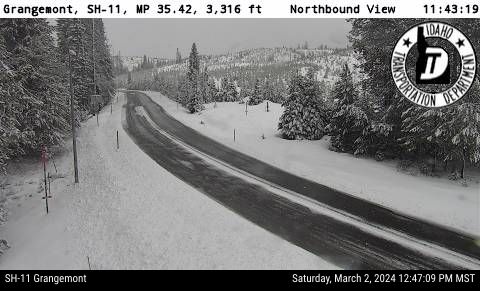 Grangemont, SH-11, MP 35.42, 3,316 ft Northbound View 11:43:19
IDAHO
TRANSPORTATION DEPARTMENT
SH-11 Grangemont Saturday, March 2, 2024 12:47:09 PM MST